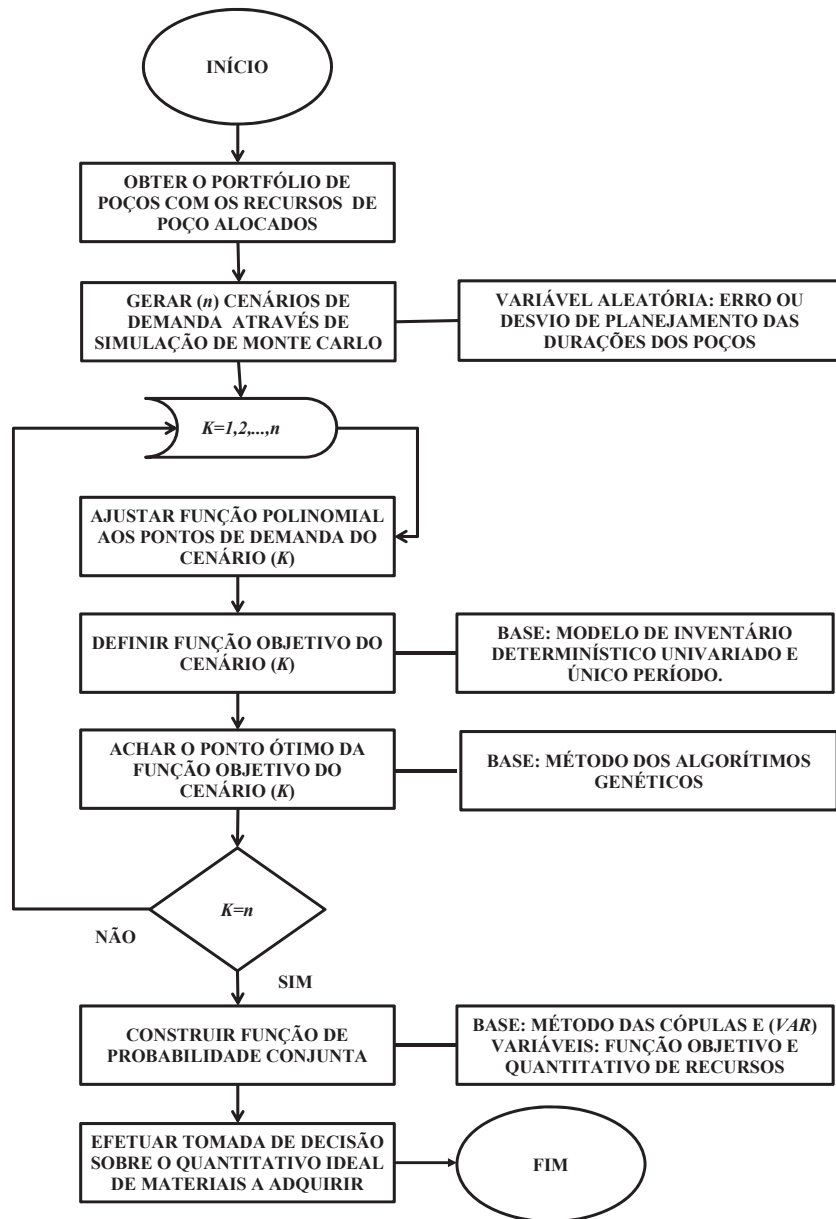 INÍCIO
OBTER O PORTFÓLIO DE
POÇOS COM OS RECURSOS DE
POÇO ALOCADOS
GERAR (n) CENÁRIOS DE
DEMANDA ATRAVÉS DE
SIMULAÇÃO DE MONTE CARLO
VARIÁVEL ALEATÓRIA: ERRO OU
DESVIO DE PLANEJAMENTO DAS
DURAÇÕES DOS POÇOS
K=1,2,...,n
AJUSTAR FUNÇÃO POLINOMIAL
AOS PONTOS DE DEMANDA DO
CENÁRIO (K)
DEFINIR FUNÇÃO OBJETIVO DO
CENÁRIO (K)
BASE: MODELO DE INVENTÁRIO
DETERMINÍSTICO UNIVARIADO E
ÚNICO PERÍODO.
ACHAR O PONTO ÓTIMO DA
FUNÇÃO OBJETIVO DO
CENÁRIO (K)
BASE: MÉTODO DOS ALGORÍTIMOS
GENÉTICOS
K=n
NÃO
SIM
CONSTRUIR FUNÇÃO DE
PROBABILIDADE CONJUNTA
BASE: MÉTODO DAS CÓPULAS E (VAR)
VARIÁVEIS: FUNÇÃO OBJETIVO E
QUANTITATIVO DE RECURSOS
EFETUAR TOMADA DE DECISÃO
SOBRE O QUANTITATIVO IDEAL
DE MATERIAIS A ADQUIRIR
FIM